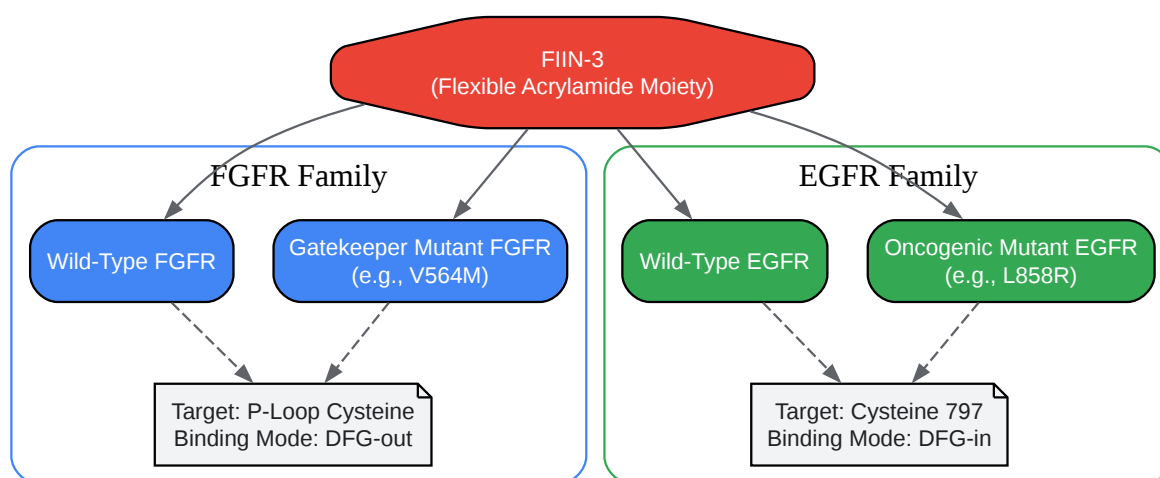 FIIN-3
(Flexible Acrylamide Moiety)
FGFR Family
EGFR Family
Wild-Type FGFR
Gatekeeper Mutant FGFR
(e.g., V564M)
Wild-Type EGFR
Oncogenic Mutant EGFR
(e.g., L858R)
Target: P-Loop Cysteine
Binding Mode: DFG-out
Target: Cysteine 797
Binding Mode: DFG-in